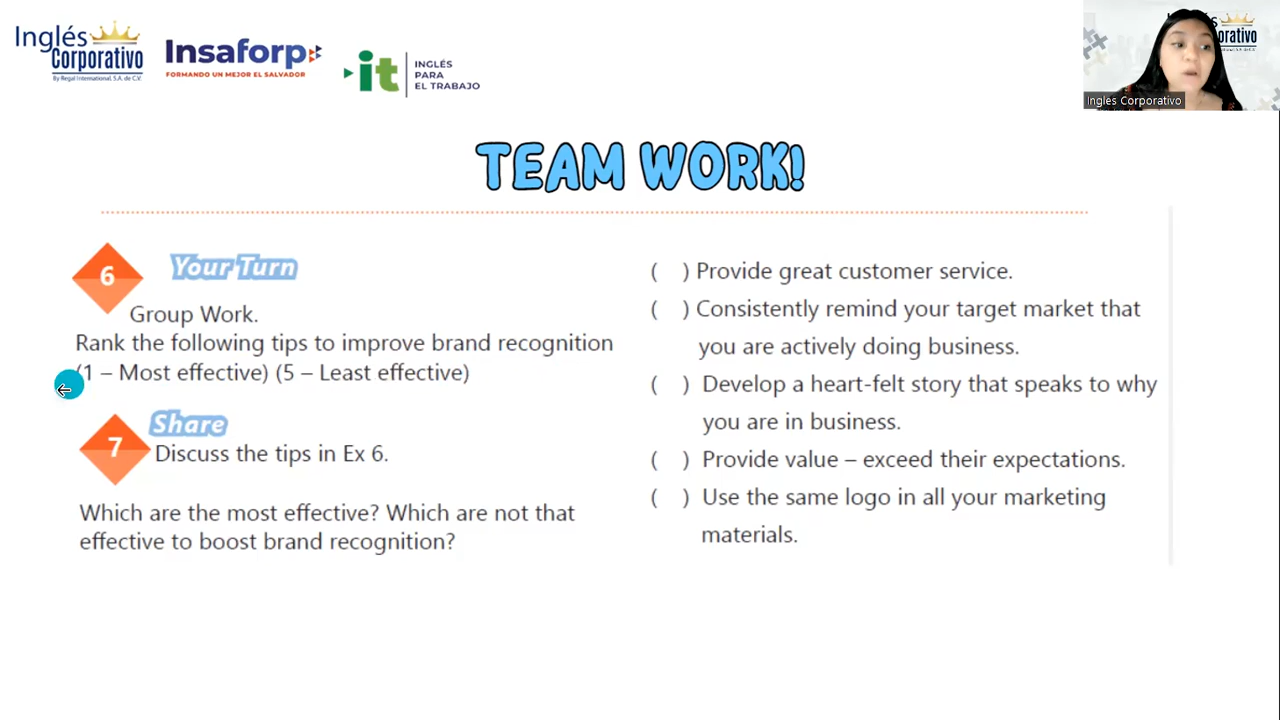 Inglés
Corporativo
By Regal International, S.A. de C.V.
Insaforp
FORMANDO UN MEJOR EL SALVADOR
it
INGLÉS
PARA
EL TRABAJO
Ingles Corporativo
TEAM WORK!
6
Your Turn
Group Work.
Rank the following tips to improve brand recognition
(1 – Most effective) (5 – Least effective)
7
Share
Discuss the tips in Ex 6.
Which are the most effective? Which are not that
effective to boost brand recognition?
( ) Provide great customer service.
( ) Consistently remind your target market that
you are actively doing business.
( ) Develop a heart-felt story that speaks to why
you are in business.
( ) Provide value – exceed their expectations.
( ) Use the same logo in all your marketing
materials.